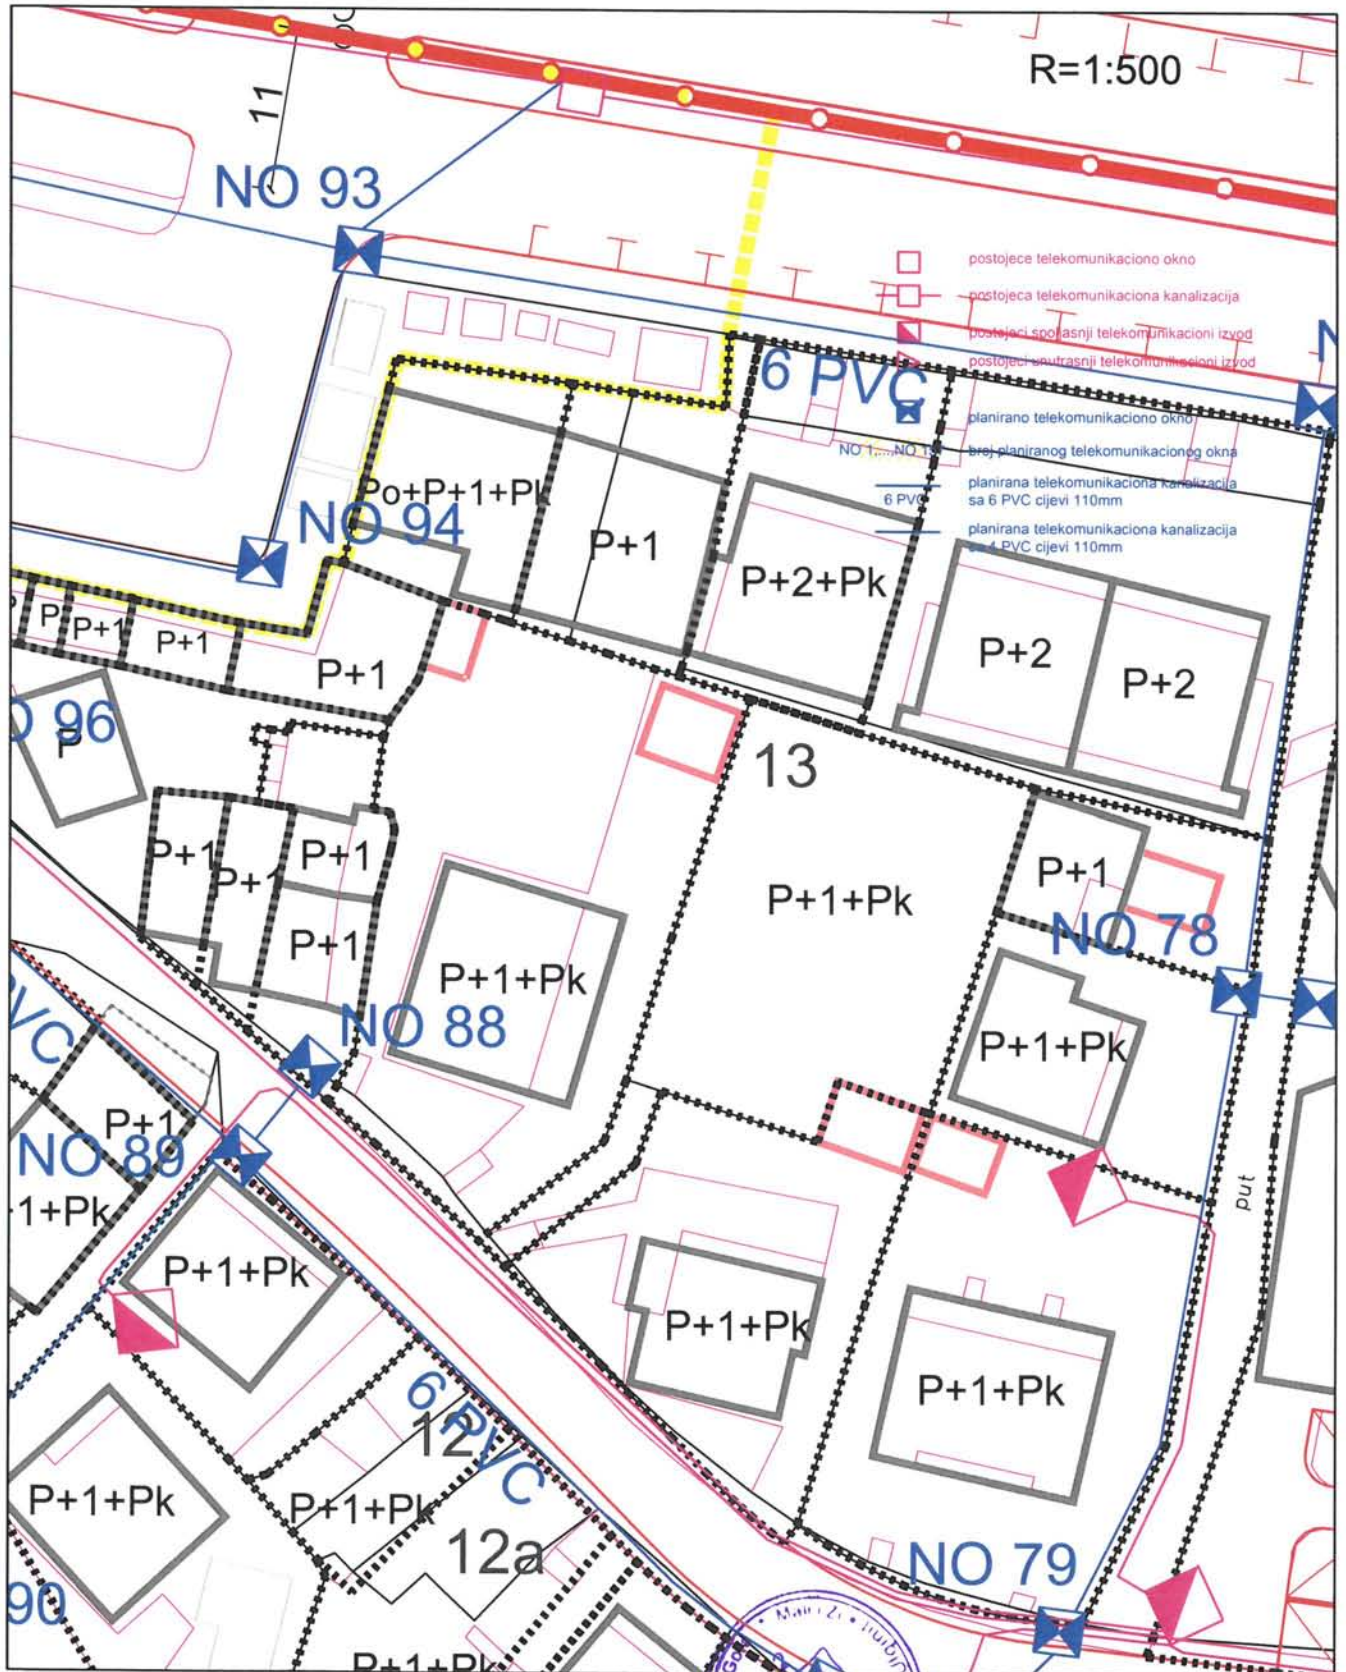 R=1:500
11
NO 93
postojece telekomunikaciono okno
postojeca telekomunikaciona kanalizacija
postojeci spoljasnji telekomunikacioni izvod
postojeci unutrasnji telekomunikacioni izvod
6 PVC
planirano telekomunikaciono okno
NO 1,...,NO
broj planiranog telekomunikacionog okna
planirana telekomunikaciona kanalizacija
6 PVC
sa 6 PVC cijevi 110mm
planirana telekomunikaciona kanalizacija
sa 4 PVC cijevi 110mm
Po+P+1+Pk
NO 94
P+1
P+2+Pk
P
P+1
P+1
P+1
P+2
P+2
96
P
13
P+1
P+1
P+1
P+1
P+1+Pk
P+1
NO 78
P+1+Pk
NO 88
P+1+Pk
PVC
P+1
NO 89
1+Pk
put
P+1+Pk
P+1+Pk
P+1+Pk
6 PVC
12
P+1+Pk
P+1+Pk
12a
NO 79
90
P+1+Pk